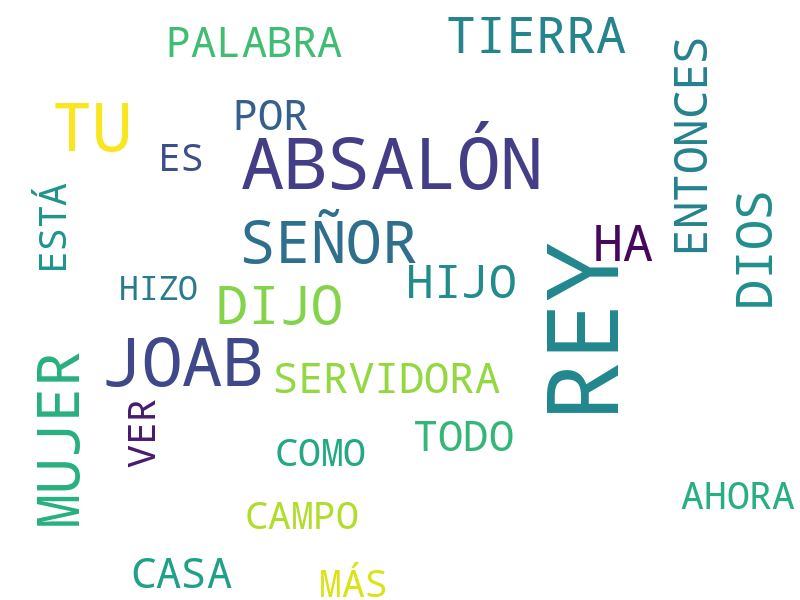 TIERRA
PALABRA
ENTONCES
TU
POR
ES
ABSALÓN
ESTÁ
SEÑOR
HA
DIOS
HIZO
DIJO
HIJO
REY
JOAB
SERVIDORA
MUJER
VER
COMO
TODO
AHORA
CAMPO
CASA
MÁS